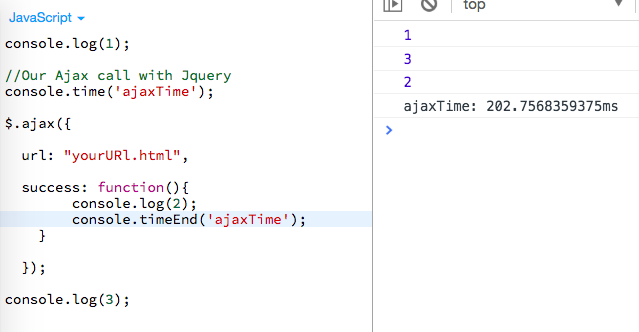 JavaScript
console.log(1);
//Our Ajax call with Jquery
console.time('ajaxTime');
$.ajax({
url: "yourURl.html",
success: function(){
console.log(2);
console.timeEnd('ajaxTime');
}
});
console.log(3);
top
1
3
2
ajaxTime: 202.7568359375ms
>